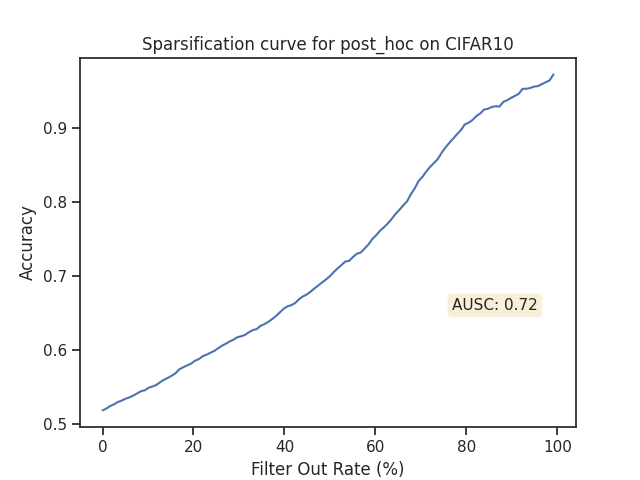 Sparsification curve for post_hoc on CIFAR10
Accuracy
0.9
0.8
0.7
0.6
0.5
AUSC: 0.72
0 20 40 60 80 100
Filter Out Rate (%)